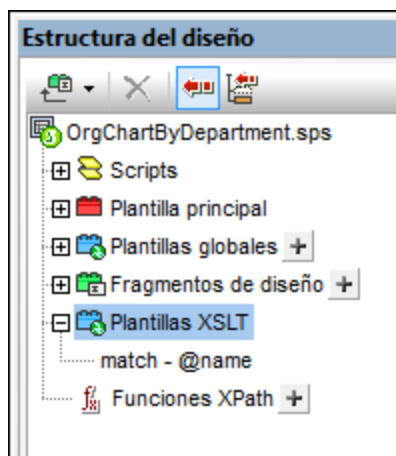 Estructura del diseño
OrgChartByDepartment.sps
Scripts
Plantilla principal
Plantillas globales
Fragmentos de diseño
Plantillas XSLT
match - @name
Funciones XPath